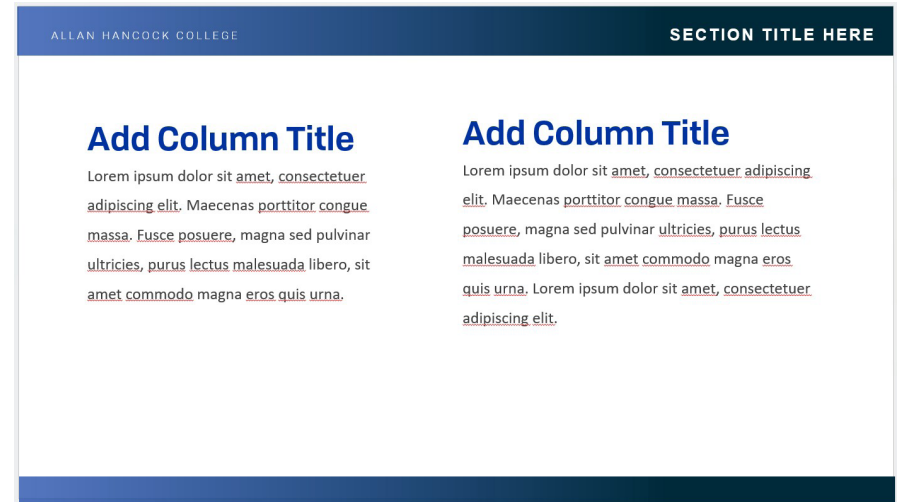 ALLAN HANCOCK COLLEGE
SECTION TITLE HERE
Add Column Title
Lorem ipsum dolor sit amet, consectetuer
adipiscing elit. Maecenas porttitor congue
massa. Fusce posuere, magna sed pulvinar
ultricies, purus lectus malesuada libero, sit
amet commodo magna eros quis urna.
Add Column Title
Lorem ipsum dolor sit amet, consectetuer adipiscing
elit. Maecenas porttitor congue massa. Fusce
posuere, magna sed pulvinar ultricies, purus lectus
malesuada libero, sit amet commodo magna eros
quis urna. Lorem ipsum dolor sit amet, consectetuer
adipiscing elit.